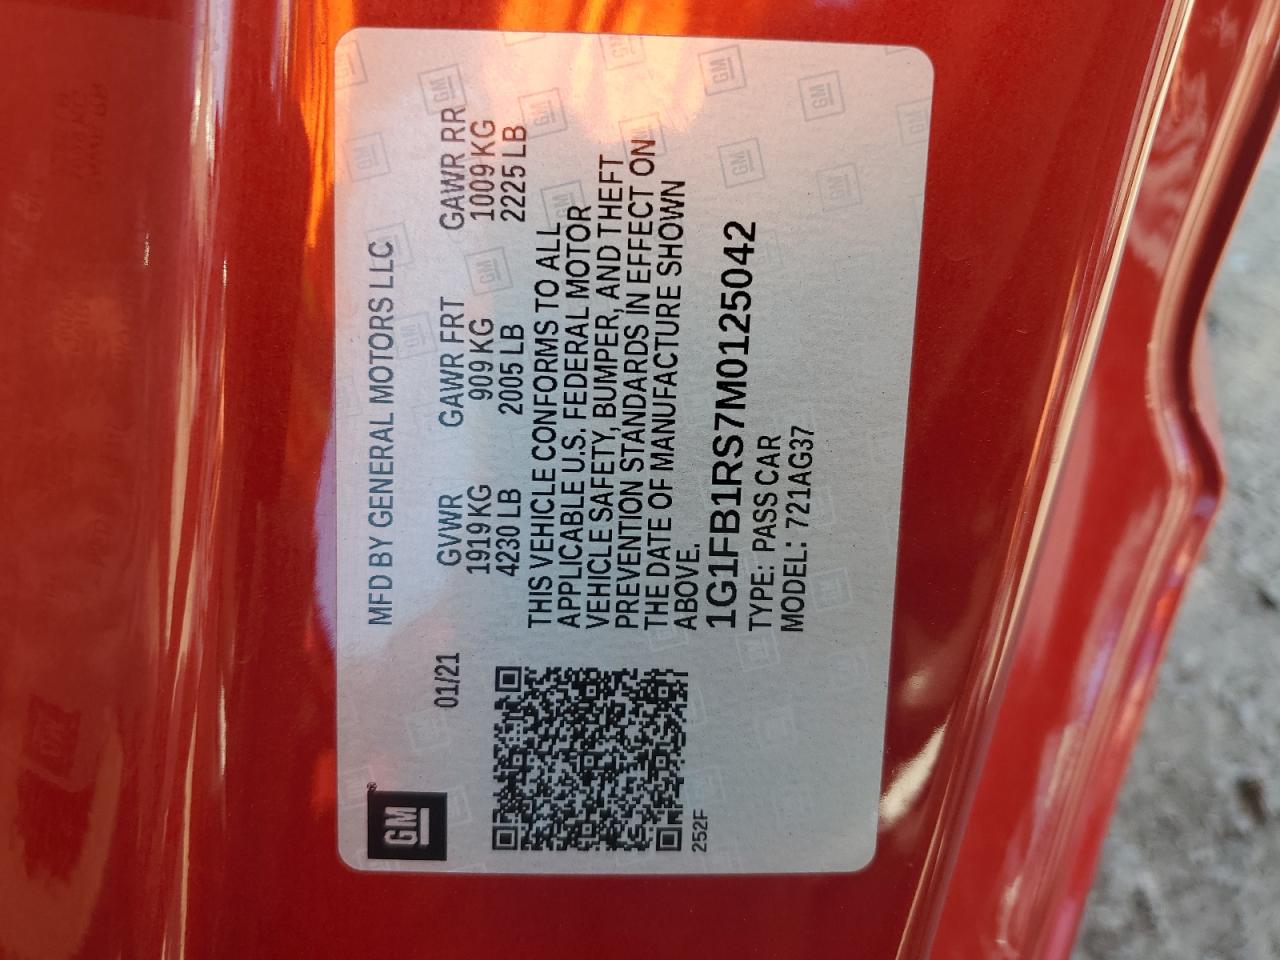 GM
MFD BY GENERAL MOTORS LLC
01/21
GVWR GAWR FRT GAWR RR
1919 KG 909 KG 1009 KG
4230 LB 2005 LB 2225 LB
THIS VEHICLE CONFORMS TO ALL
APPLICABLE U.S. FEDERAL MOTOR
VEHICLE SAFETY, BUMPER, AND THEFT
PREVENTION STANDARDS IN EFFECT ON
THE DATE OF MANUFACTURE SHOWN
ABOVE.
1G1FB1RS7M0125042
TYPE: PASS CAR
MODEL: 721AG37
252F